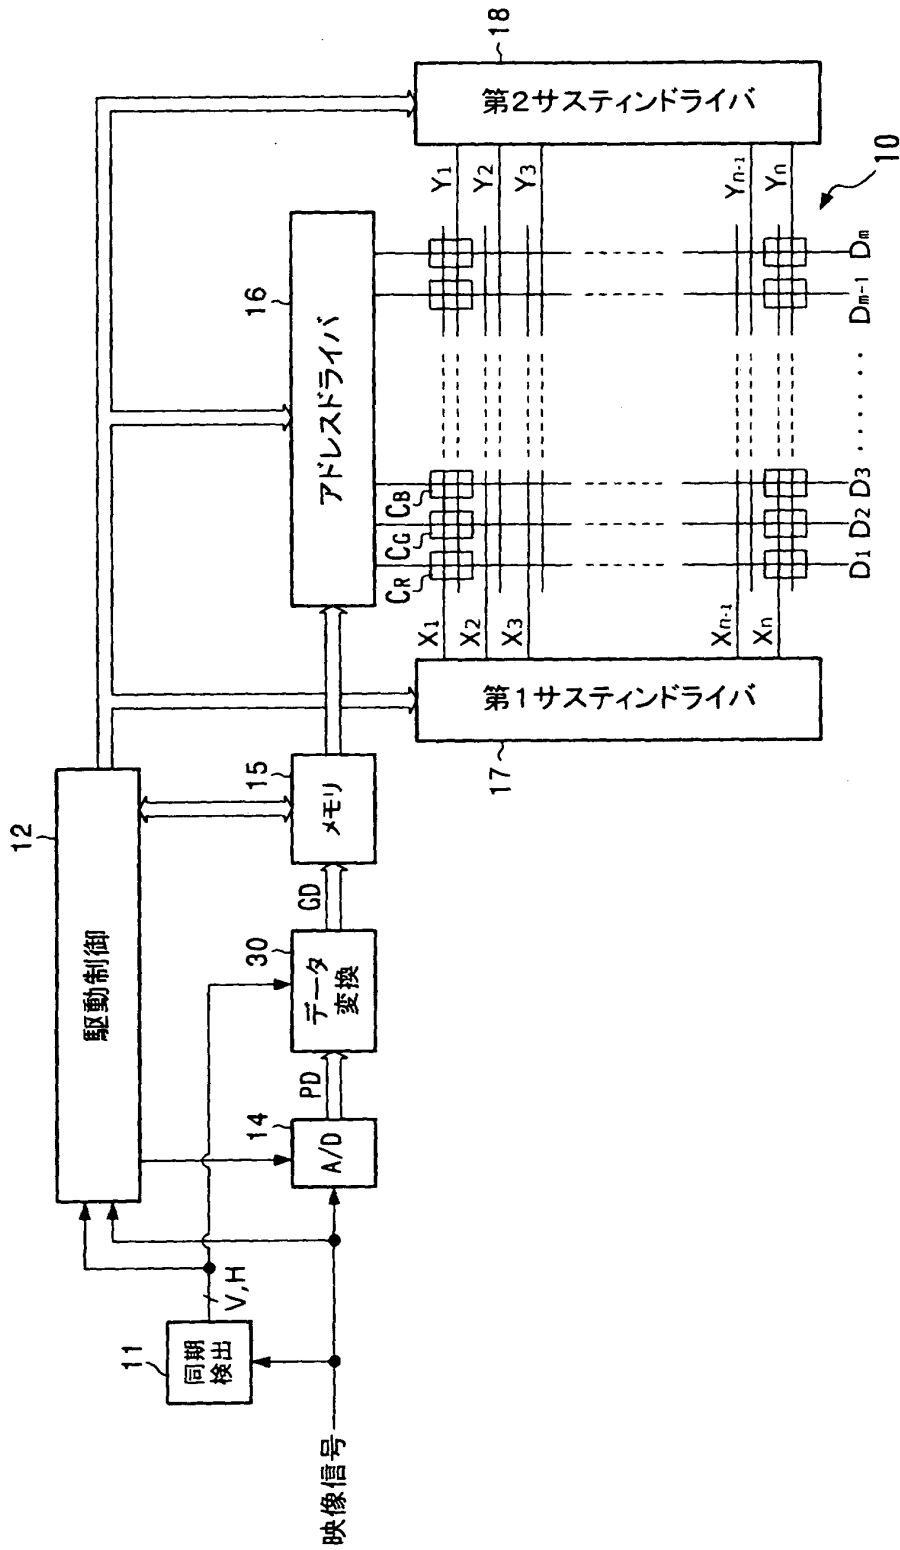 12
駆動制御
11
同期
検出
V,H
映像信号
14
A/D
PD
30
データ
変換
GD
15
メモリ
16
アドレスドライバ
17
第1サスティンドライバ
18
第2サスティンドライバ
X1
X2
X3
Xn-1
Xn
Y1
Y2
Y3
Yn-1
Yn
CR
CG
CB
D1 D2 D3 ······· Dm-1 Dm
10